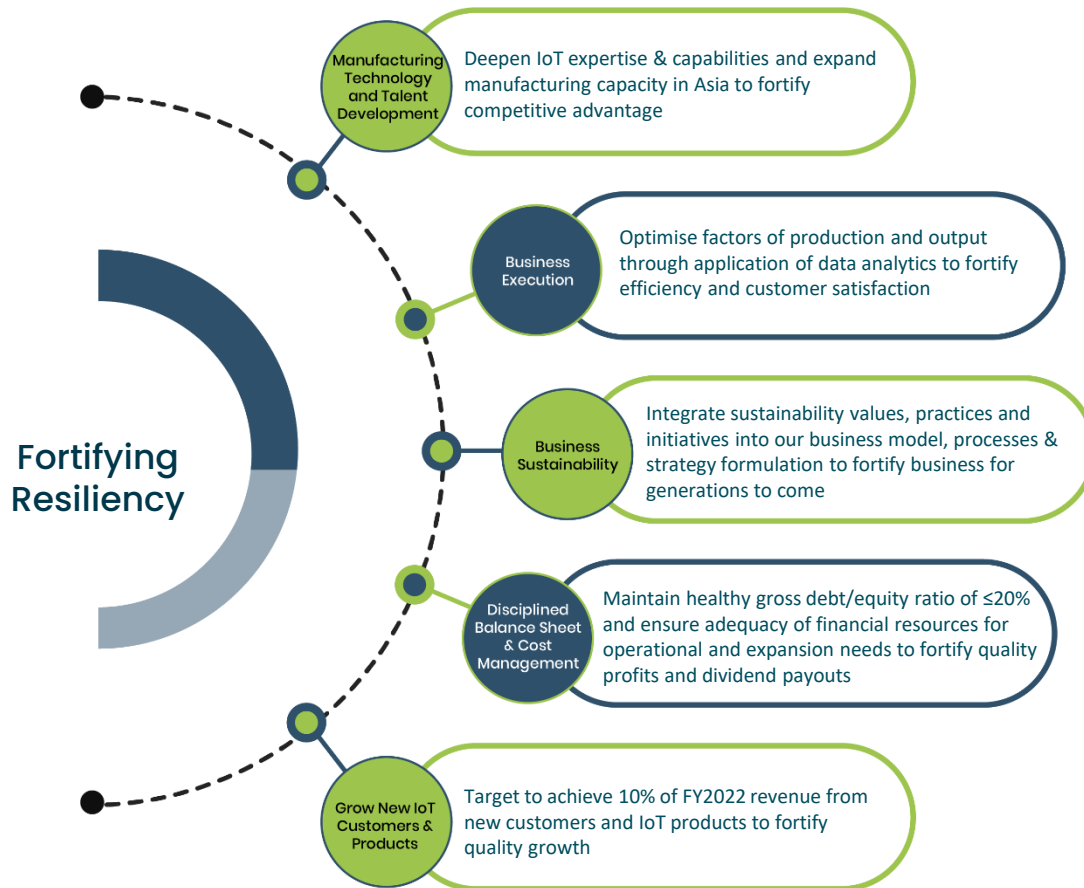 Fortifying
Resiliency
Manufacturing
Technology
and Talent
Development
Deepen IoT expertise & capabilities and expand
manufacturing capacity in Asia to fortify
competitive advantage
Business
Execution
Optimise factors of production and output
through application of data analytics to fortify
efficiency and customer satisfaction
Business
Sustainability
Integrate sustainability values, practices and
initiatives into our business model, processes &
strategy formulation to fortify business for
generations to come
Disciplined
Balance Sheet
& Cost
Management
Maintain healthy gross debt/equity ratio of ≤20%
and ensure adequacy of financial resources for
operational and expansion needs to fortify quality
profits and dividend payouts
Grow New IoT
Customers &
Products
Target to achieve 10% of FY2022 revenue from
new customers and IoT products to fortify
quality growth